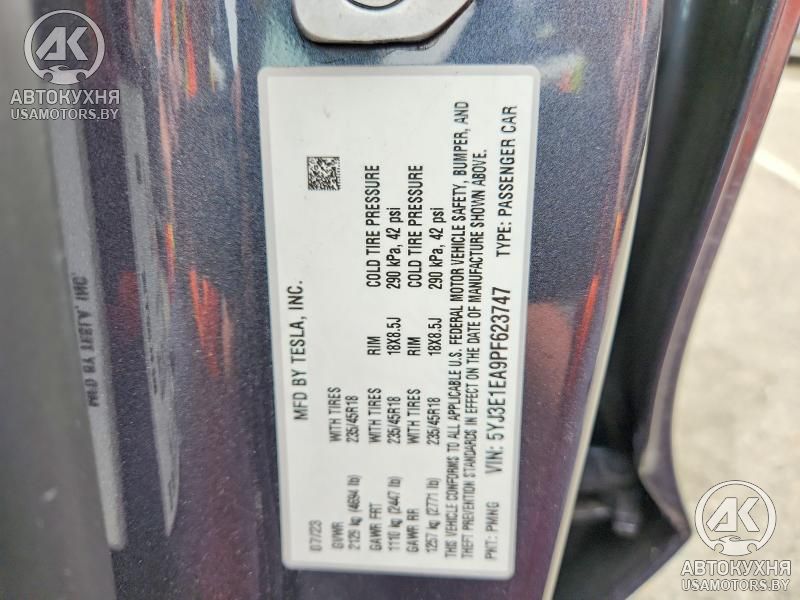 MFD BY TESLA, INC.
07/23
GVWR
2129 kg (4694 lb)
WITH TIRES
235/45R18
RIM
18X8.5J
COLD TIRE PRESSURE
290 kPa, 42 psi
GAWR FRT
1110 kg (2447 lb)
WITH TIRES
235/45R18
RIM
18X8.5J
COLD TIRE PRESSURE
290 kPa, 42 psi
GAWR RR
1257 kg (2771 lb)
WITH TIRES
235/45R18
THIS VEHICLE CONFORMS TO ALL APPLICABLE U.S. FEDERAL MOTOR VEHICLE SAFETY, BUMPER, AND
THEFT PREVENTION STANDARDS IN EFFECT ON THE DATE OF MANUFACTURE SHOWN ABOVE.
PNT: PMNG VIN: 5YJ3E1EA9PF623747 TYPE: PASSENGER CAR
АК
АВТОКУХНЯ
USAMOTORS.BY
АК
АВТОКУХНЯ
USAMOTORS.BY